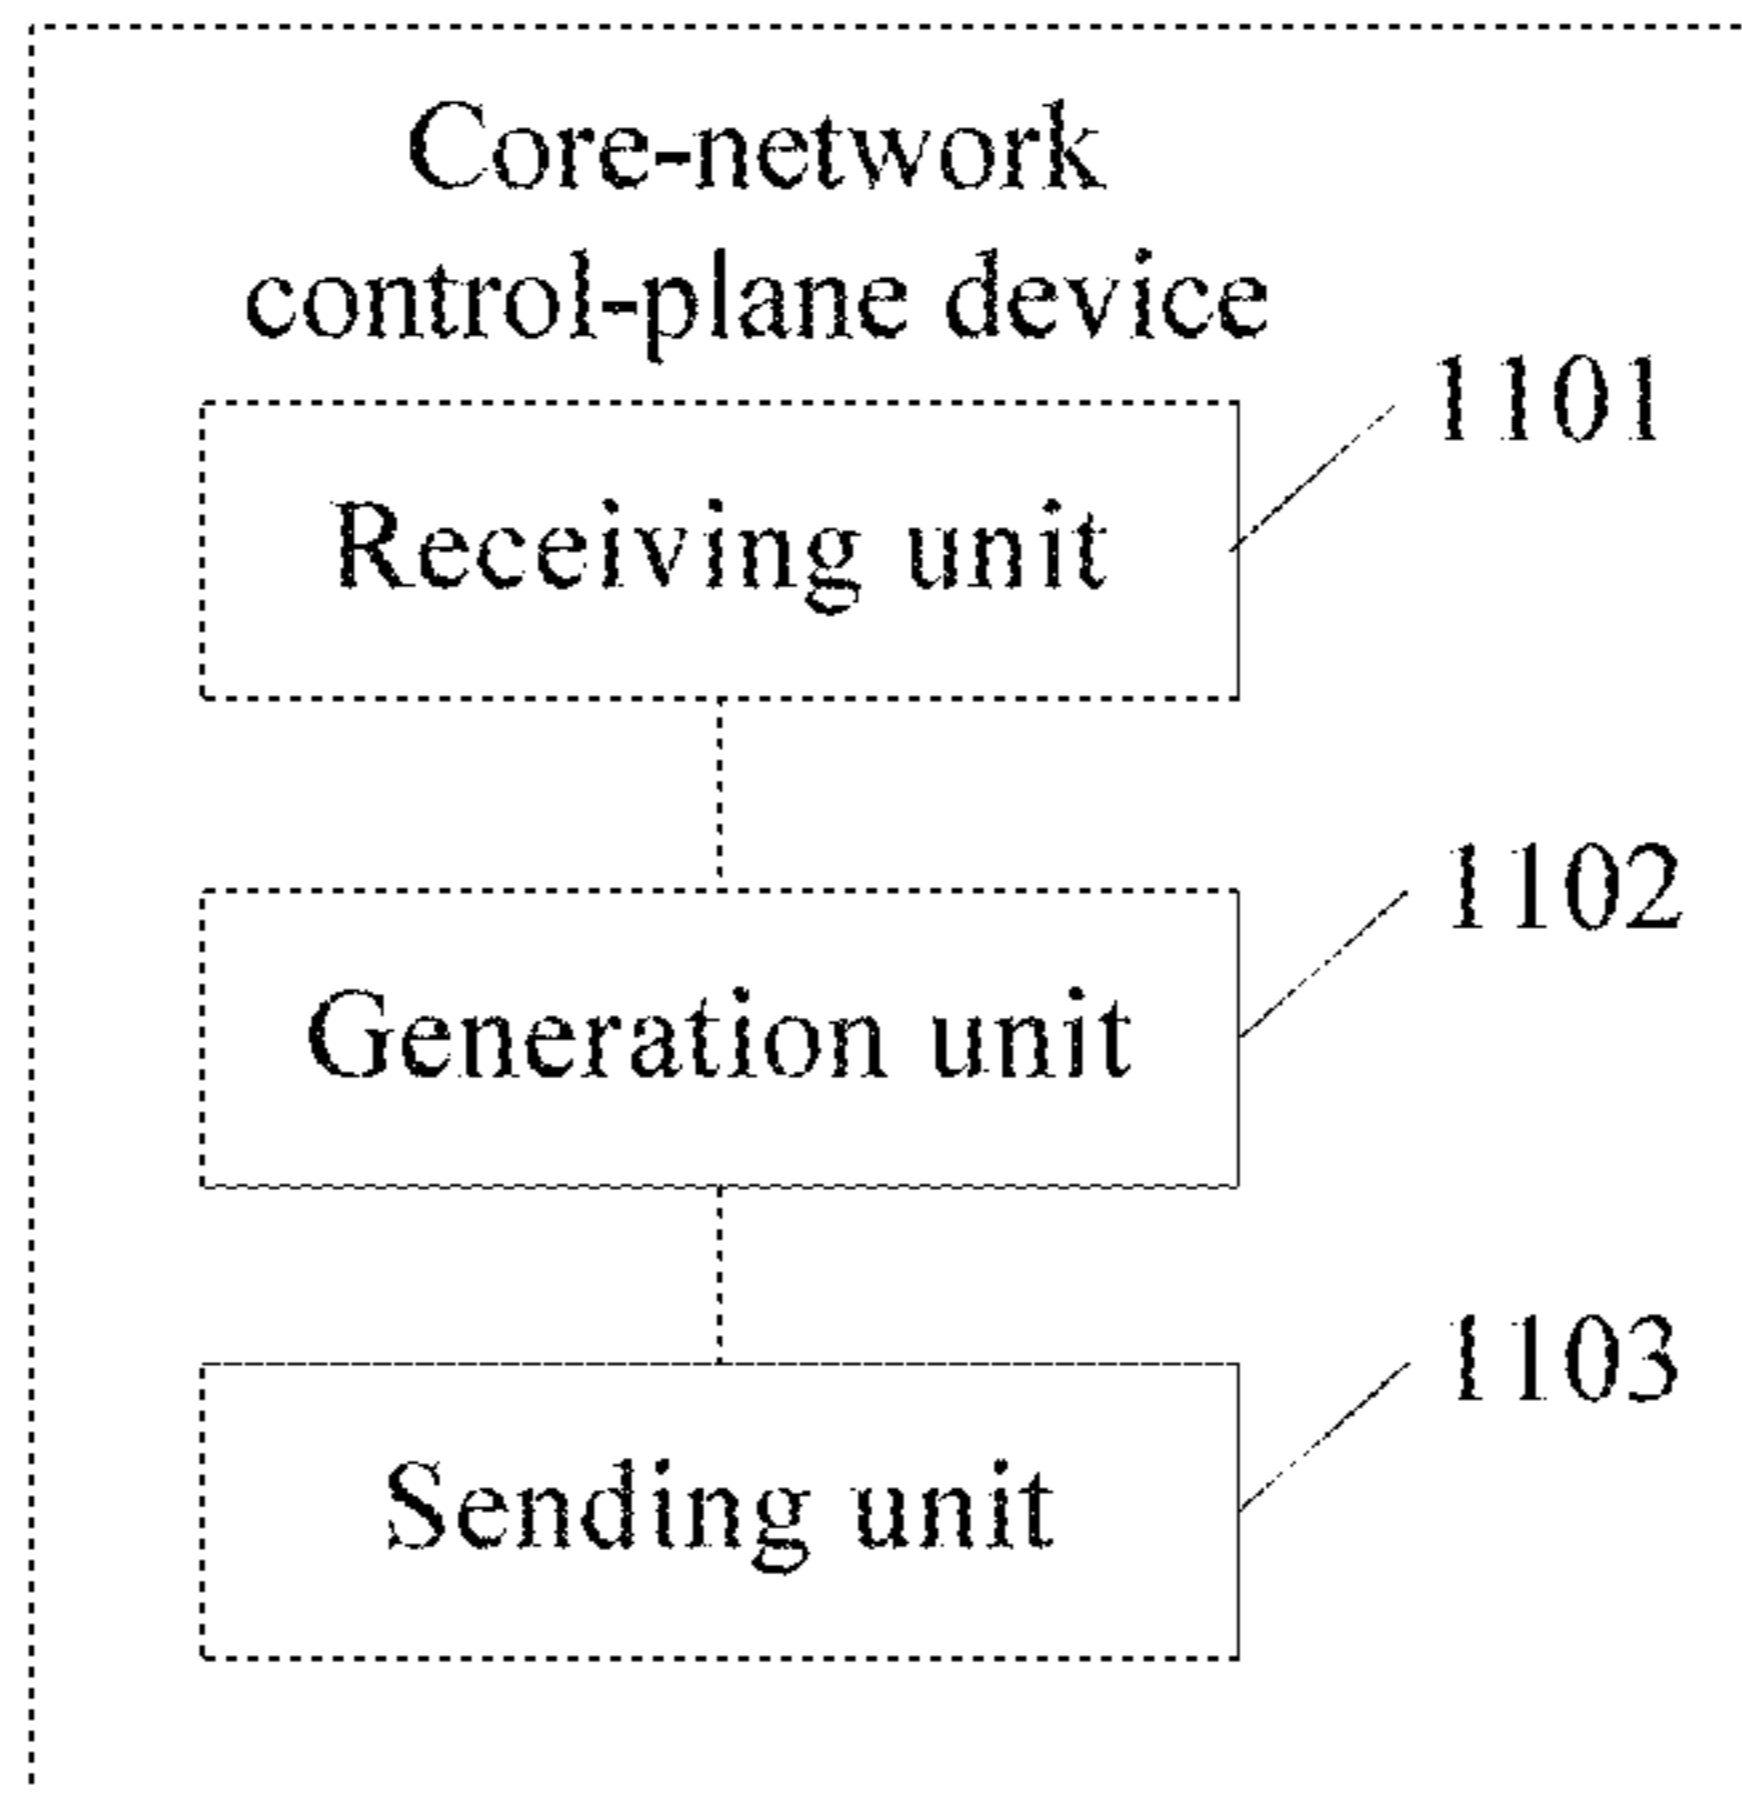 Core-network
control-plane device
1101
Receiving unit
1102
Generation unit
1103
Sending unit